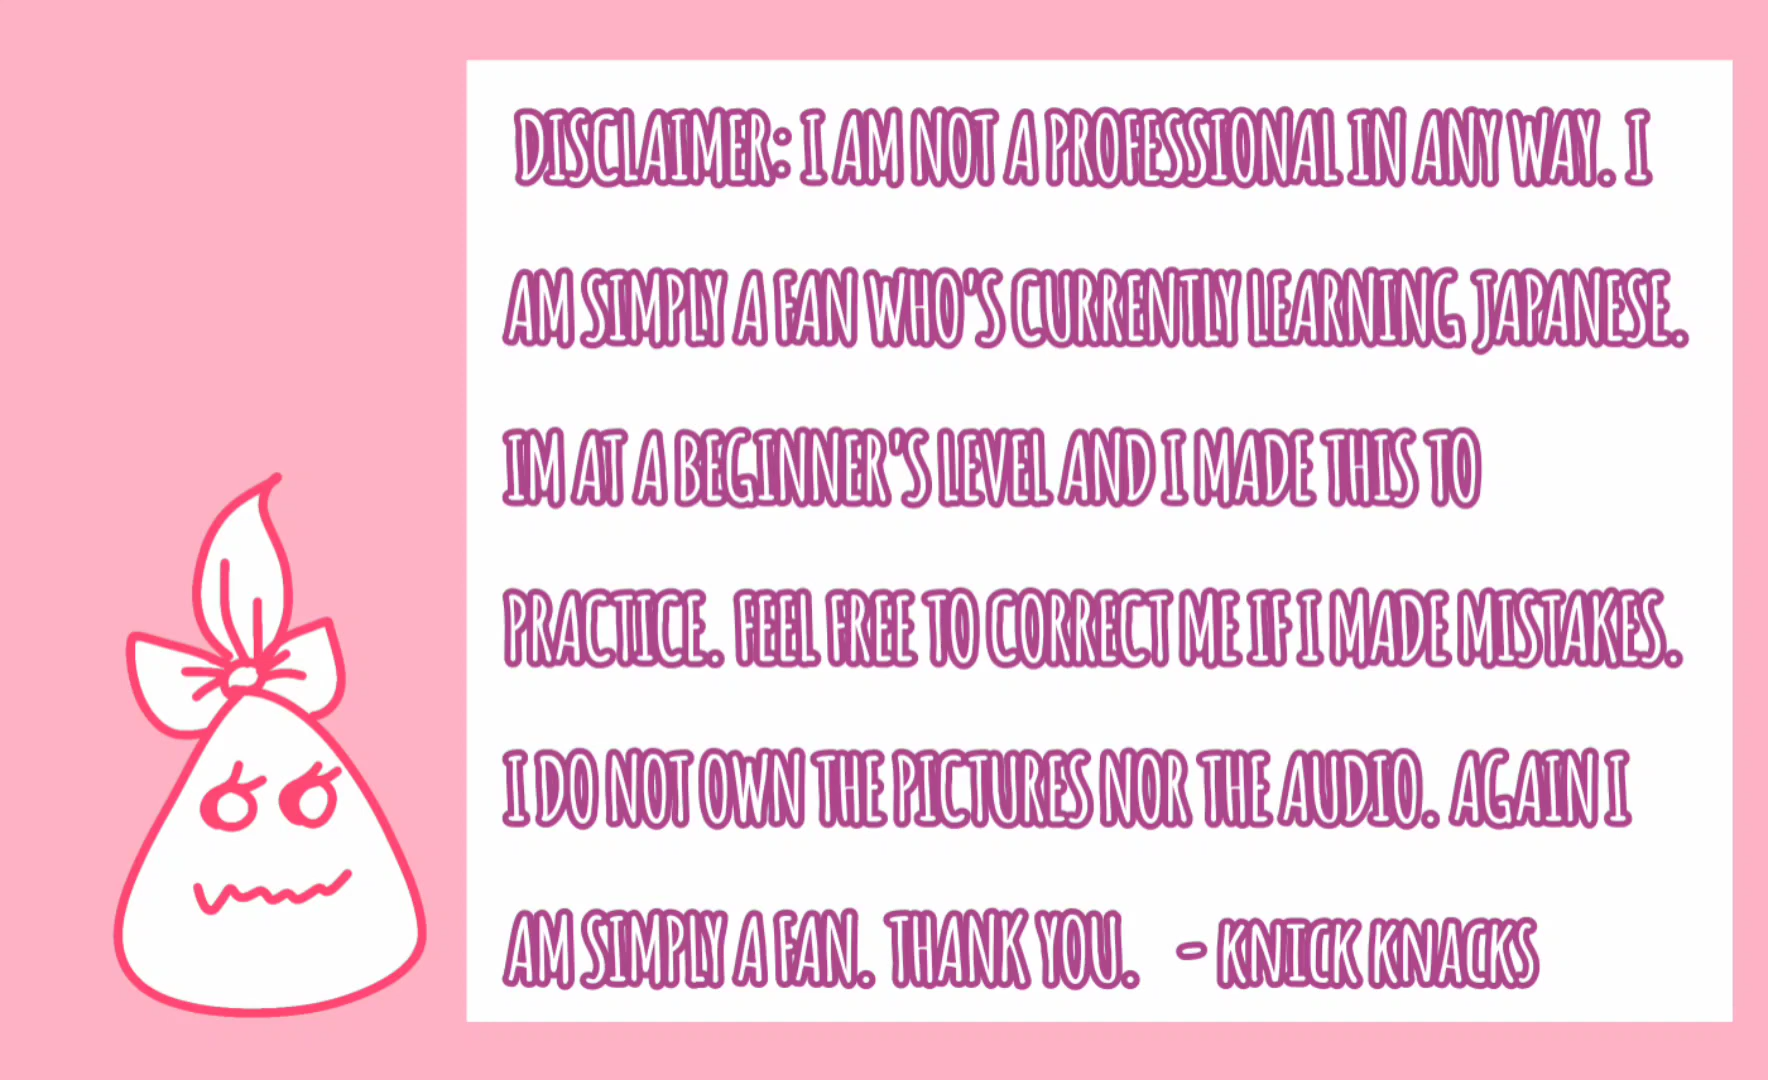 DISCLAIMER: I AM NOT A PROFESSIONAL IN ANY WAY. I
AM SIMPLY A FAN WHO'S CURRENTLY LEARNING JAPANESE.
IM AT A BEGINNER'S LEVEL AND I MADE THIS TO
PRACTICE. FEEL FREE TO CORRECT ME IF I MADE MISTAKES.
I DO NOT OWN THE PICTURES NOR THE AUDIO. AGAIN I
AM SIMPLY A FAN. THANK YOU. - KNICK KNACKS